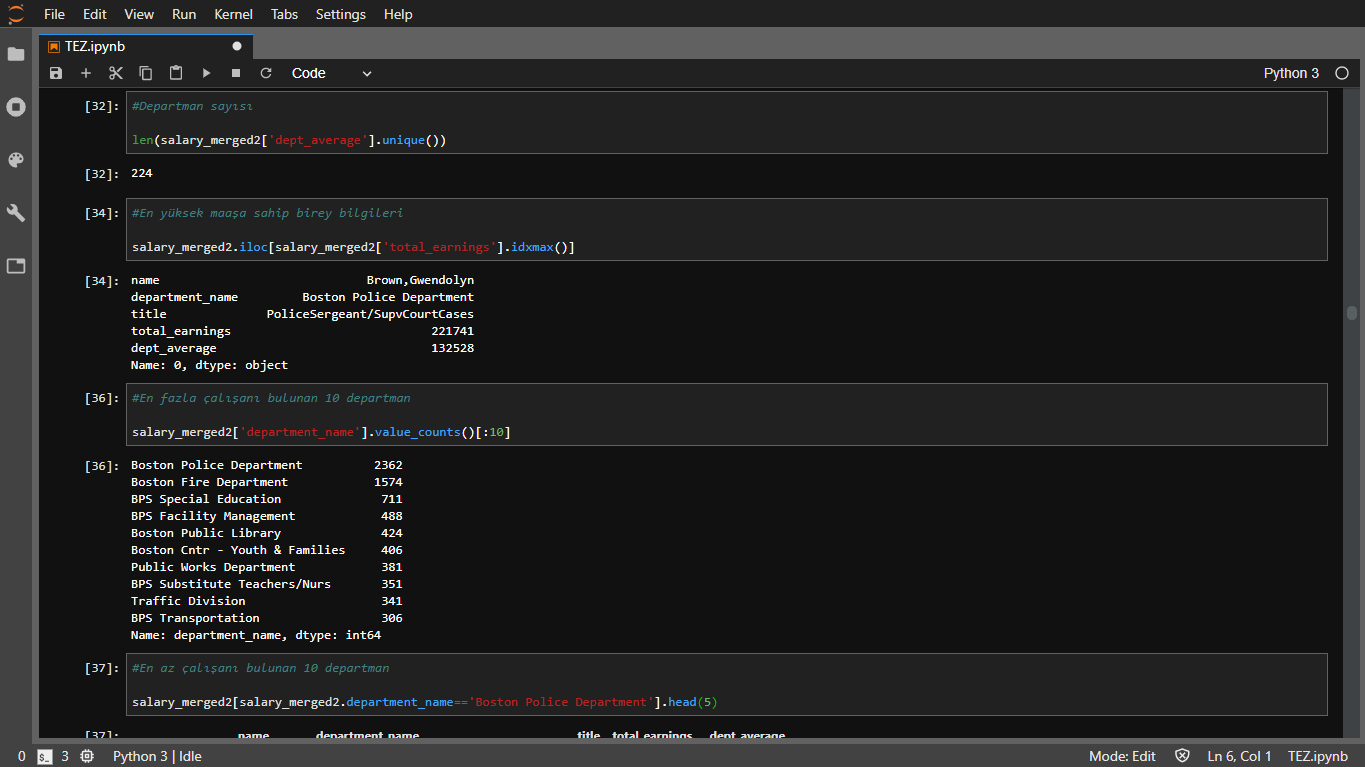 File Edit View Run Kernel Tabs Settings Help
TEZ.ipynb
Code Python 3
[32]: #Departman sayısı
len(salary_merged2['dept_average'].unique())
[32]: 224
[34]: #En yüksek maaşa sahip birey bilgileri
salary_merged2.iloc[salary_merged2['total_earnings'].idxmax()]
[34]: name Brown,Gwendolyn
department_name Boston Police Department
title PoliceSergeant/SupvCourtCases
total_earnings 221741
dept_average 132528
Name: 0, dtype: object
[36]: #En fazla çalışanı bulunan 10 departman
salary_merged2['department_name'].value_counts()[:10]
[36]: Boston Police Department 2362
Boston Fire Department 1574
BPS Special Education 711
BPS Facility Management 488
Boston Public Library 424
Boston Cntr - Youth & Families 406
Public Works Department 381
BPS Substitute Teachers/Nurs 351
Traffic Division 341
BPS Transportation 306
Name: department_name, dtype: int64
[37]: #En az çalışanı bulunan 10 departman
salary_merged2[salary_merged2.department_name=='Boston Police Department'].head(5)
[37]: name department_name title total_earnings dept_average
0 $_ 3 Python 3 | Idle Mode: Edit Ln 6, Col 1 TEZ.ipynb